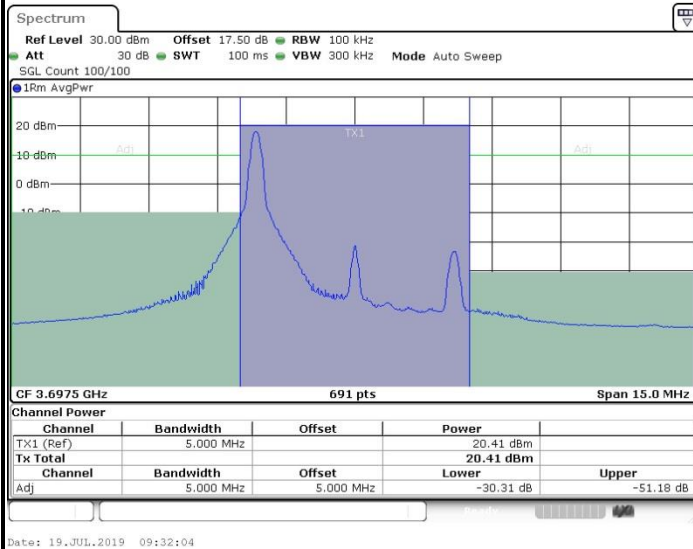 Spectrum
Ref Level 30.00 dBm Offset 17.50 dB RBW 100 kHz
Att 30 dB SWT 100 ms VBW 300 kHz Mode Auto Sweep
SGL Count 100/100
1Rm AvgPwr
20 dBm
TX1
10 dBm
Adj
Adj
0 dBm
-10 dBm
CF 3.6975 GHz 691 pts Span 15.0 MHz
Channel Power
Channel Bandwidth Offset Power
TX1 (Ref) 5.000 MHz 20.41 dBm
Tx Total 20.41 dBm
Channel Bandwidth Offset Lower Upper
Adj 5.000 MHz 5.000 MHz -30.31 dB -51.18 dB
Ready
Date: 19.JUL.2019 09:32:04